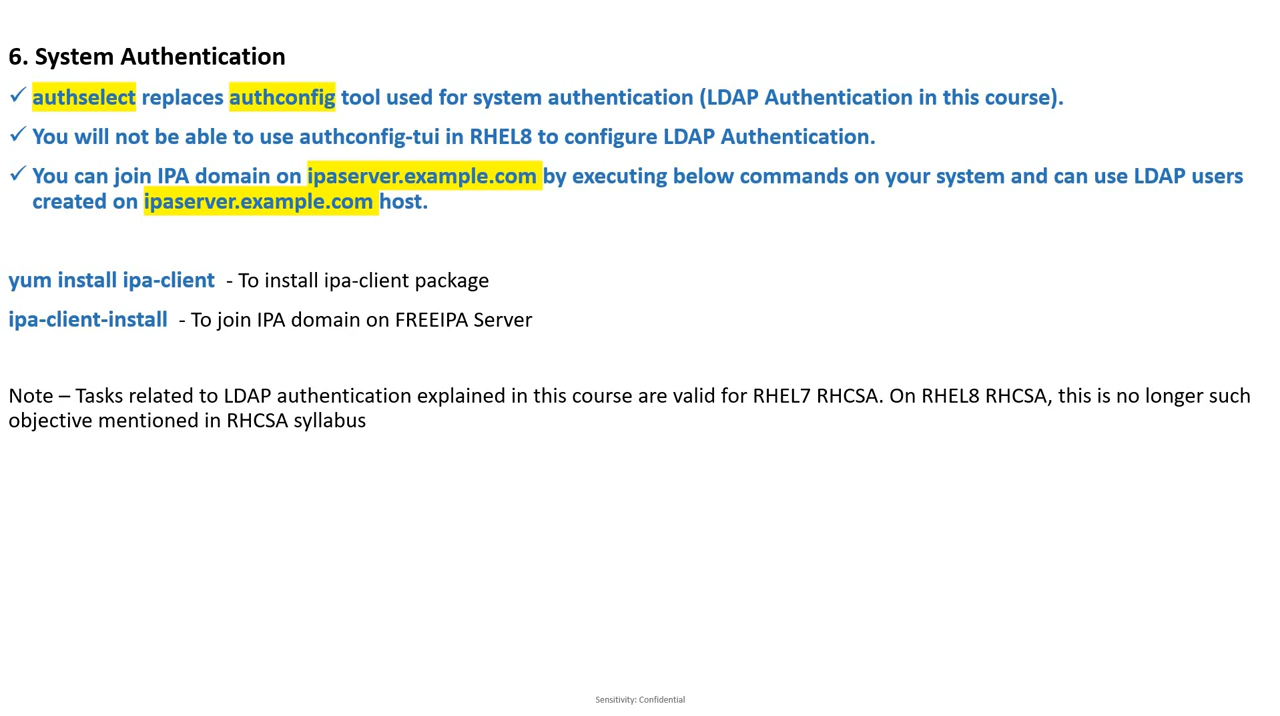 6. System Authentication
✓ authselect replaces authconfig tool used for system authentication (LDAP Authentication in this course).
✓ You will not be able to use authconfig-tui in RHEL8 to configure LDAP Authentication.
✓ You can join IPA domain on ipaserver.example.com by executing below commands on your system and can use LDAP users
created on ipaserver.example.com host.
yum install ipa-client - To install ipa-client package
ipa-client-install - To join IPA domain on FREEIPA Server
Note – Tasks related to LDAP authentication explained in this course are valid for RHEL7 RHCSA. On RHEL8 RHCSA, this is no longer such
objective mentioned in RHCSA syllabus
Sensitivity: Confidential